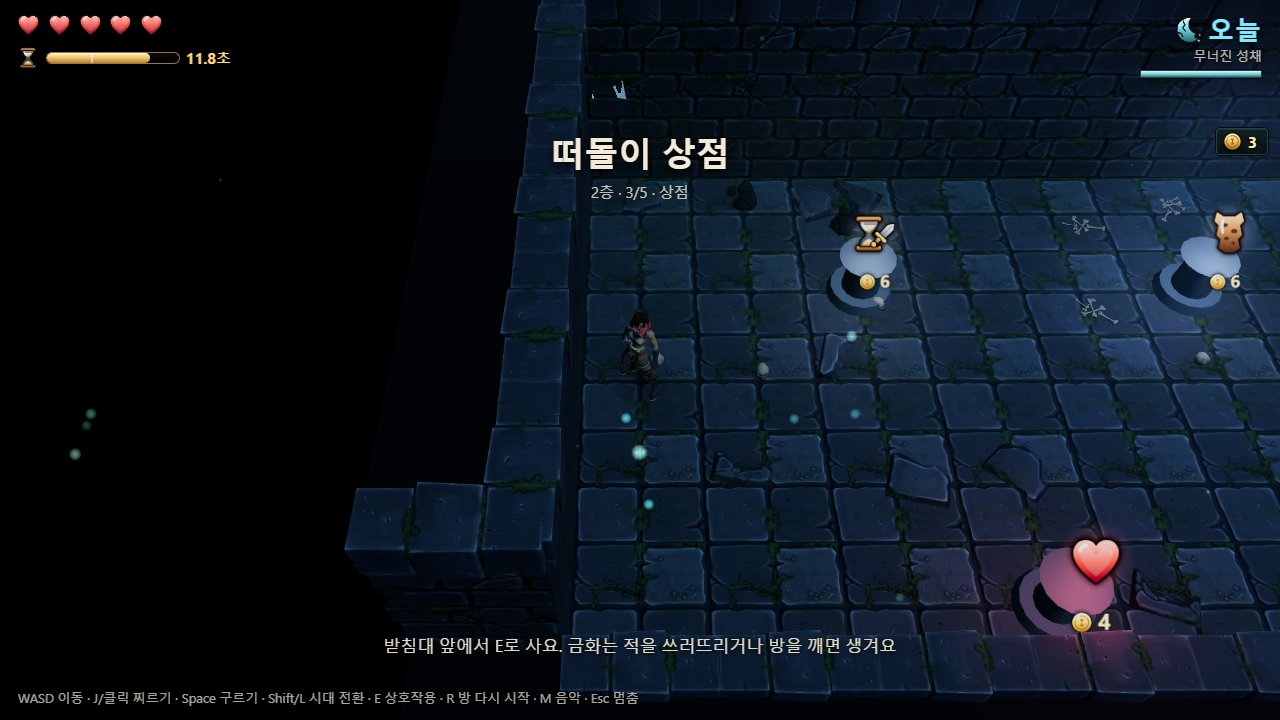 11.8초
오늘
무너진 성채
3
떠돌이 상점
2층 · 3/5 · 상점
6
6
4
받침대 앞에서 E로 사요. 금화는 적을 쓰러뜨리거나 방을 깨면 생겨요
WASD 이동 · J/클릭 찌르기 · Space 구르기 · Shift/L 시대 전환 · E 상호작용 · R 방 다시 시작 · M 음악 · Esc 멈춤